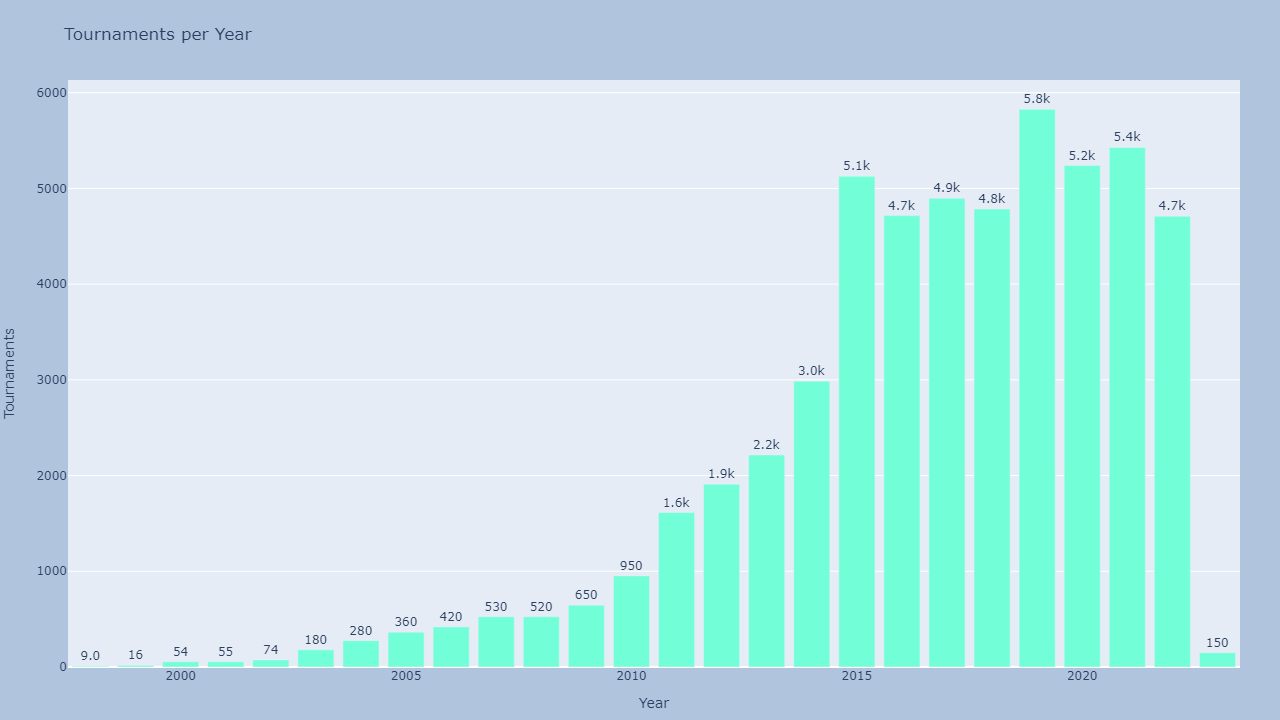 Tournaments per Year
6000
5000
4000
3000
2000
1000
0
Tournaments
9.0
16
54
55
74
180
280
360
420
530
520
650
950
1.6k
1.9k
2.2k
3.0k
5.1k
4.7k
4.9k
4.8k
5.8k
5.2k
5.4k
4.7k
150
2000
2005
2010
2015
2020
Year